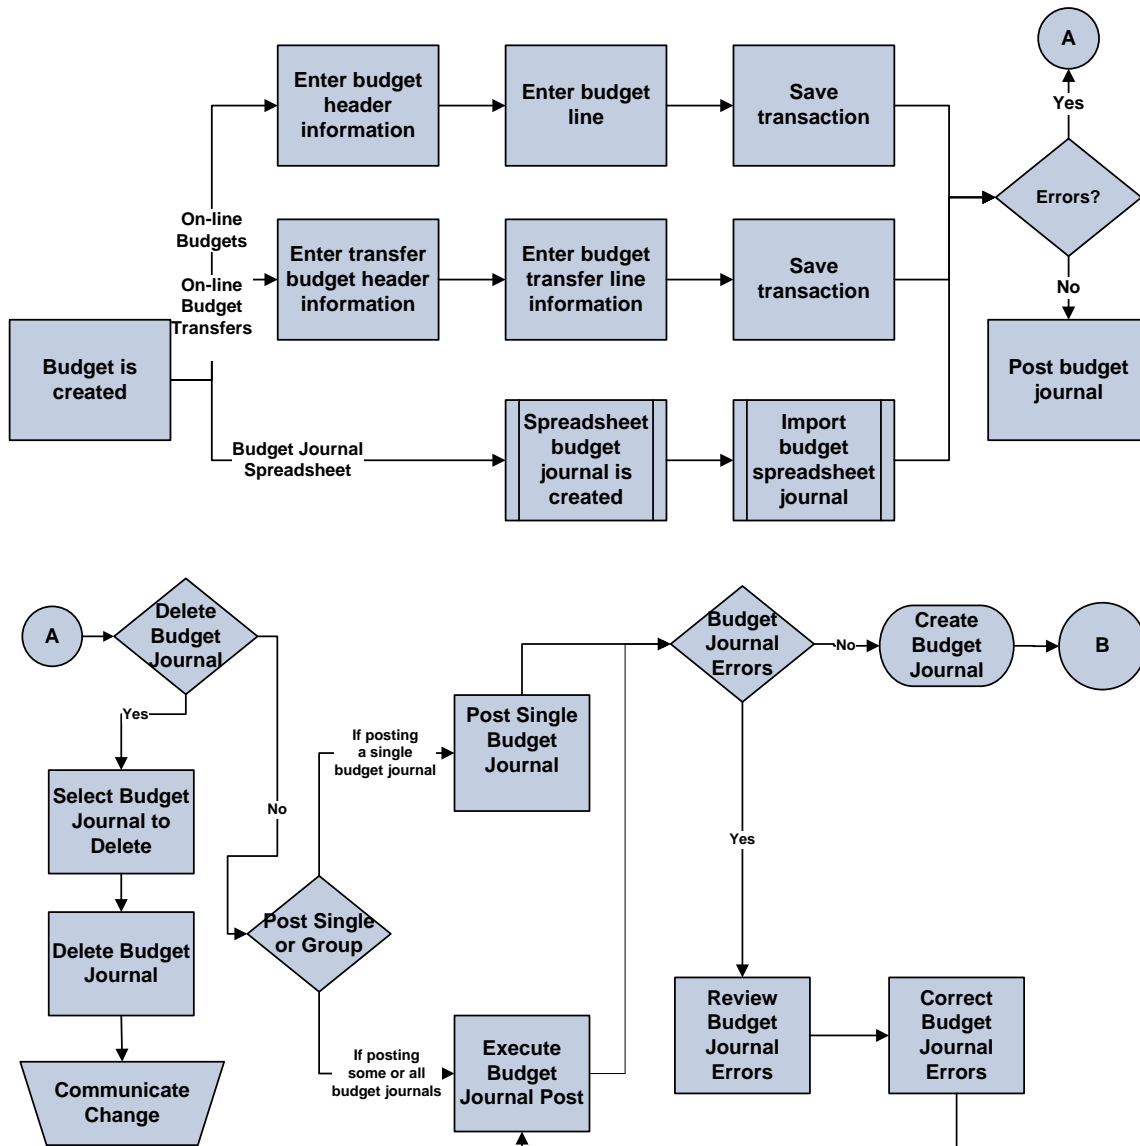 A
Enter budget
header
information
Enter budget
line
Save
transaction
Yes
Errors?
On-line
Budgets
Enter transfer
budget header
information
Enter budget
transfer line
information
Save
transaction
On-line
Budget
Transfers
No
Budget is
created
Post budget
journal
Budget Journal
Spreadsheet
Spreadsheet
budget
journal is
created
Import
budget
spreadsheet
journal
A
Delete
Budget
Journal
Budget
Journal
Errors
No
Create
Budget
Journal
B
Yes
If posting
a single
budget journal
Post Single
Budget
Journal
Select Budget
Journal to
Delete
No
Yes
Post Single
or Group
Delete Budget
Journal
Review
Budget
Journal
Errors
Correct
Budget
Journal
Errors
If posting
some or all
budget journals
Execute
Budget
Journal Post
Communicate
Change